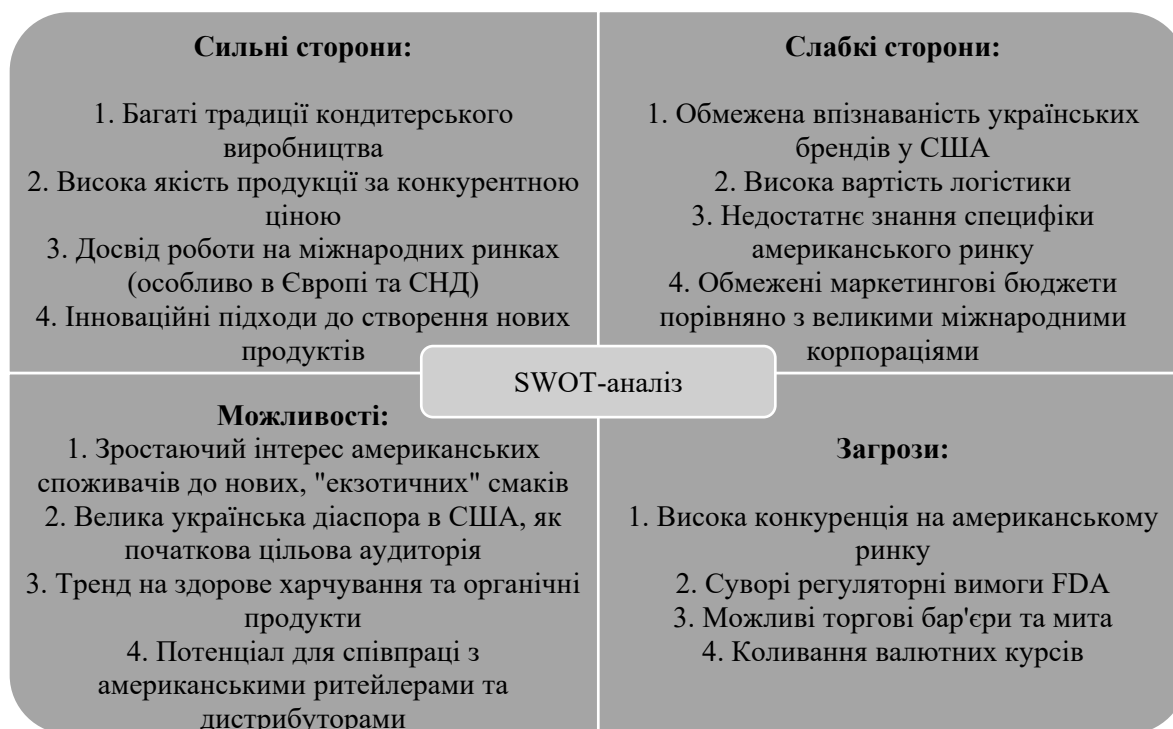 Сильні сторони:
1. Багаті традиції кондитерського
виробництва
2. Висока якість продукції за конкурентною
ціною
3. Досвід роботи на міжнародних ринках
(особливо в Європі та СНД)
4. Інноваційні підходи до створення нових
продуктів
Слабкі сторони:
1. Обмежена впізнаваність українських
брендів у США
2. Висока вартість логістики
3. Недостатнє знання специфіки
американського ринку
4. Обмежені маркетингові бюджети
порівняно з великими міжнародними
корпораціями
SWOT-аналіз
Можливості:
1. Зростаючий інтерес американських
споживачів до нових, "екзотичних" смаків
2. Велика українська діаспора в США, як
початкова цільова аудиторія
3. Тренд на здорове харчування та органічні
продукти
4. Потенціал для співпраці з
американськими ритейлерами та
дистрибуторами
Загрози:
1. Висока конкуренція на американському
ринку
2. Суворі регуляторні вимоги FDA
3. Можливі торгові бар'єри та мита
4. Коливання валютних курсів